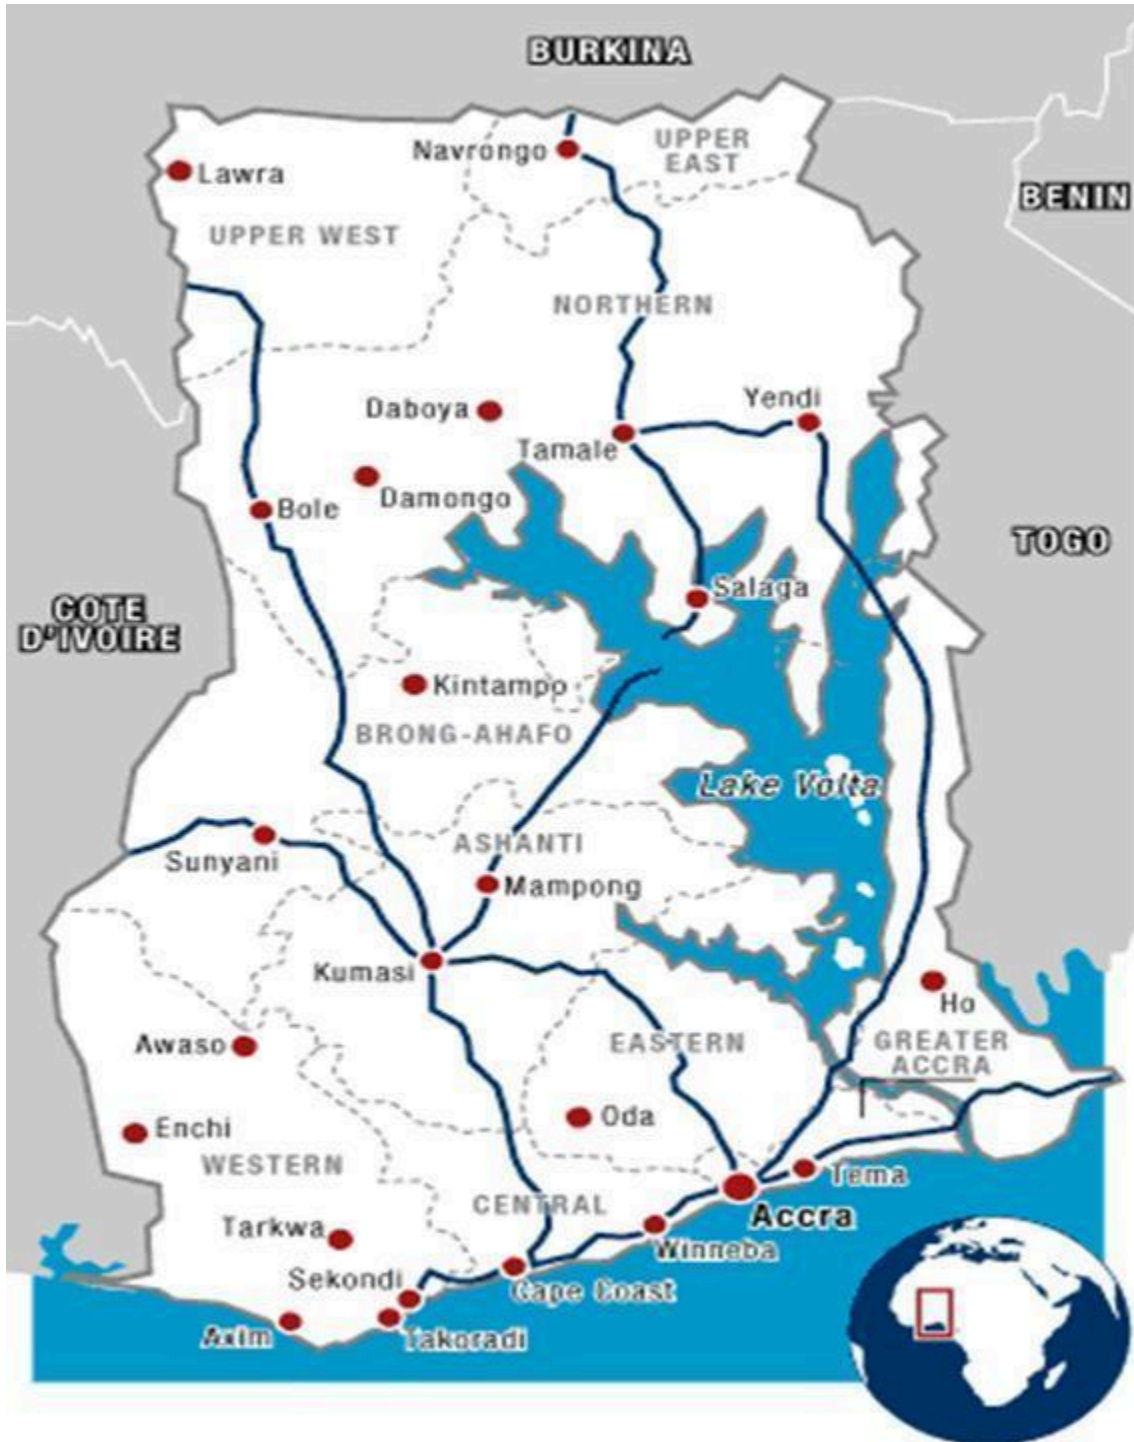 BURKINA
Navrongo
UPPER
EAST
Lawra
BENIN
UPPER WEST
NORTHERN
Yendi
Daboya
Tamale
Damongo
Bole
TOGO
Salaga
COTE
D'IVOIRE
Kintampo
BRONG-AHAFO
Lake Volta
ASHANTI
Sunyani
Mampong
Kumasi
Ho
Awaso
EASTERN
GREATER
ACCRA
Oda
Enchi
WESTERN
Tema
CENTRAL
Accra
Tarkwa
Winneba
Sekondi
Cape Coast
Axim
Takoradi